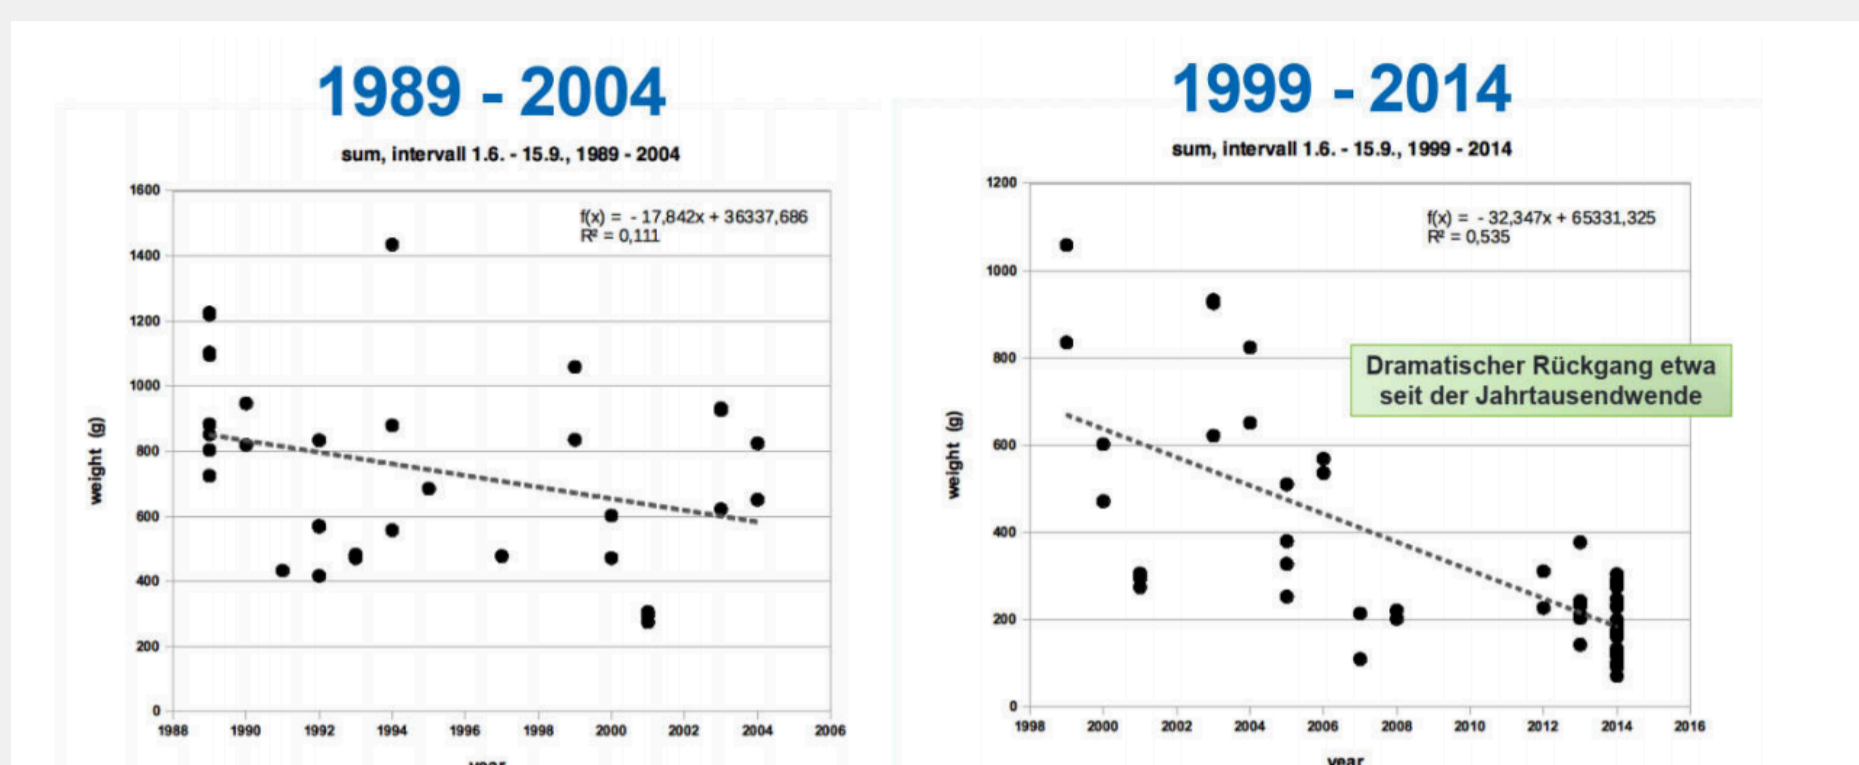 1989 - 2004
sum, intervall 1.6. - 15.9., 1989 - 2004
1600
1400
1200
1000
800
600
400
200
0
f(x) = - 17,842x + 36337,686
R² = 0,111
weight (g)
1988 1990 1992 1994 1996 1998 2000 2002 2004 2006
year
1999 - 2014
sum, intervall 1.6. - 15.9., 1999 - 2014
1200
1000
800
600
400
200
0
f(x) = - 32,347x + 65331,325
R² = 0,535
Dramatischer Rückgang etwa
seit der Jahrtausendwende
weight (g)
1998 2000 2002 2004 2006 2008 2010 2012 2014 2016
year